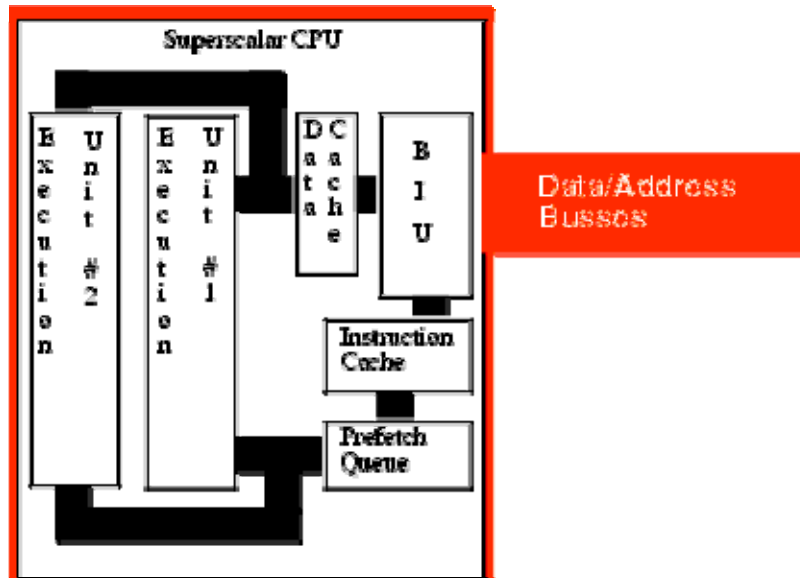 Superscalar CPU
Execution
Unit #2
Execution
Unit #1
Data
Cache
BIU
Data/Address
Busses
Instruction
Cache
Prefetch
Queue